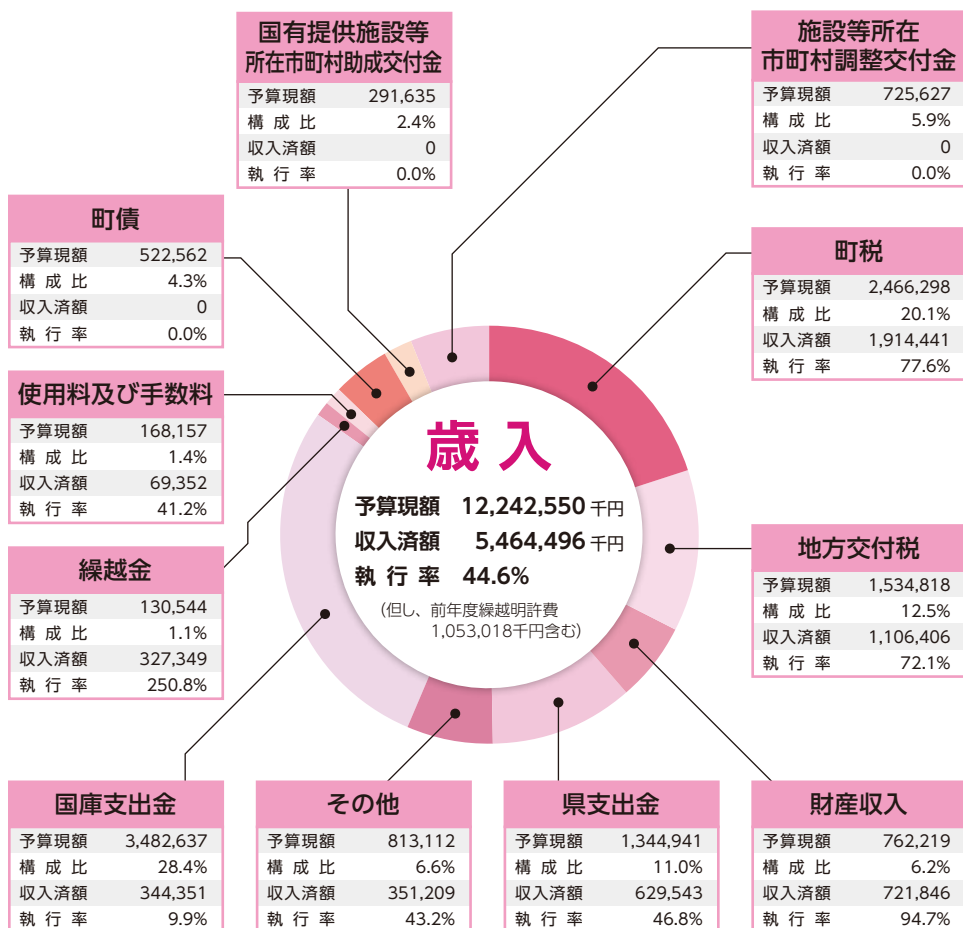 国有提供施設等
所在市町村助成交付金
予算現額 291,635
構成比 2.4%
収入済額 0
執行率 0.0%
施設等所在
市町村調整交付金
予算現額 725,627
構成比 5.9%
収入済額 0
執行率 0.0%
町債
予算現額 522,562
構成比 4.3%
収入済額 0
執行率 0.0%
町税
予算現額 2,466,298
構成比 20.1%
収入済額 1,914,441
執行率 77.6%
使用料及び手数料
予算現額 168,157
構成比 1.4%
収入済額 69,352
執行率 41.2%
歳入
予算現額 12,242,550千円
収入済額 5,464,496千円
執行率 44.6%
(但し、前年度繰越明許費
1,053,018千円含む)
地方交付税
予算現額 1,534,818
構成比 12.5%
収入済額 1,106,406
執行率 72.1%
繰越金
予算現額 130,544
構成比 1.1%
収入済額 327,349
執行率 250.8%
国庫支出金
予算現額 3,482,637
構成比 28.4%
収入済額 344,351
執行率 9.9%
その他
予算現額 813,112
構成比 6.6%
収入済額 351,209
執行率 43.2%
県支出金
予算現額 1,344,941
構成比 11.0%
収入済額 629,543
執行率 46.8%
財産収入
予算現額 762,219
構成比 6.2%
収入済額 721,846
執行率 94.7%